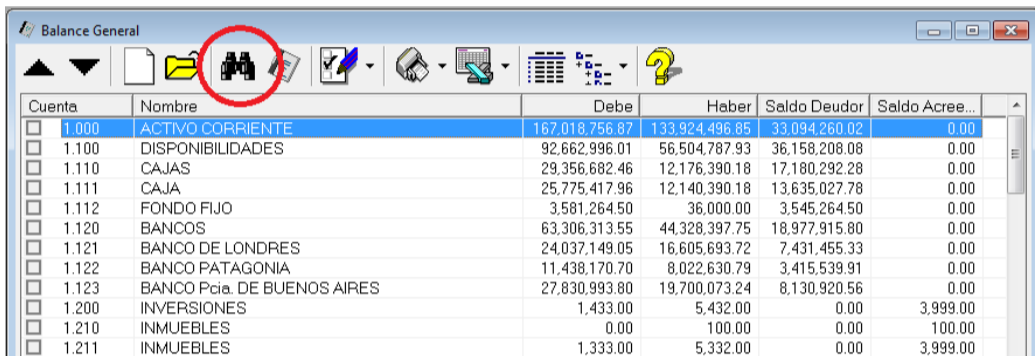 Balance General
Cuenta Nombre Debe Haber Saldo Deudor Saldo Acree...
1.000 ACTIVO CORRIENTE 167,018,756.87 133,924,496.85 33,094,260.02 0.00
1.100 DISPONIBILIDADES 92,662,996.01 56,504,787.93 36,158,208.08 0.00
1.110 CAJAS 29,356,682.46 12,176,390.18 17,180,292.28 0.00
1.111 CAJA 25,775,417.96 12,140,390.18 13,635,027.78 0.00
1.112 FONDO FIJO 3,581,264.50 36,000.00 3,545,264.50 0.00
1.120 BANCOS 63,306,313.55 44,328,397.75 18,977,915.80 0.00
1.121 BANCO DE LONDRES 24,037,149.05 16,605,693.72 7,431,455.33 0.00
1.122 BANCO PATAGONIA 11,438,170.70 8,022,630.79 3,415,539.91 0.00
1.123 BANCO Pcia. DE BUENOS AIRES 27,830,993.80 19,700,073.24 8,130,920.56 0.00
1.200 INVERSIONES 1,433.00 5,432.00 0.00 3,999.00
1.210 INMUEBLES 0.00 100.00 0.00 100.00
1.211 INMUEBLES 1,333.00 5,332.00 0.00 3,999.00